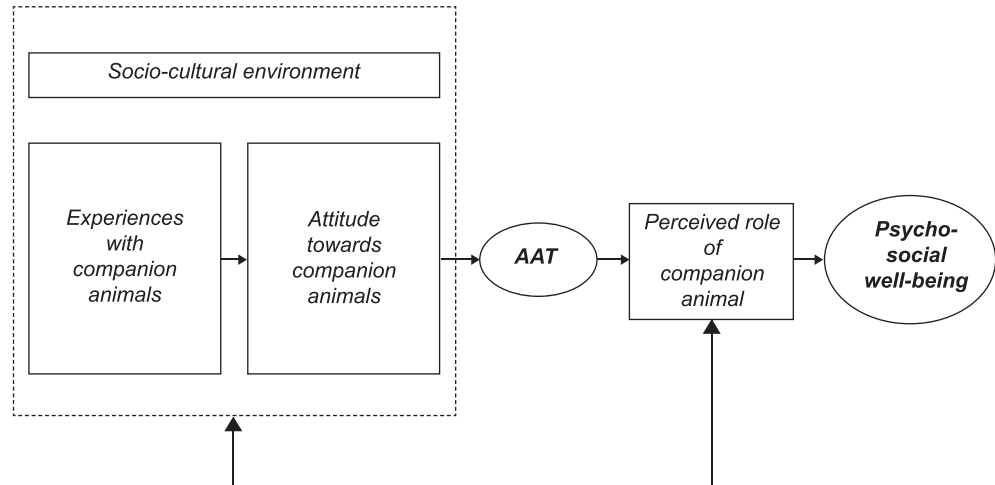 Socio-cultural environment
Experiences
with
companion
animals
Attitude
towards
companion
animals
AAT
Perceived role
of
companion
animal
Psycho-
social
well-being